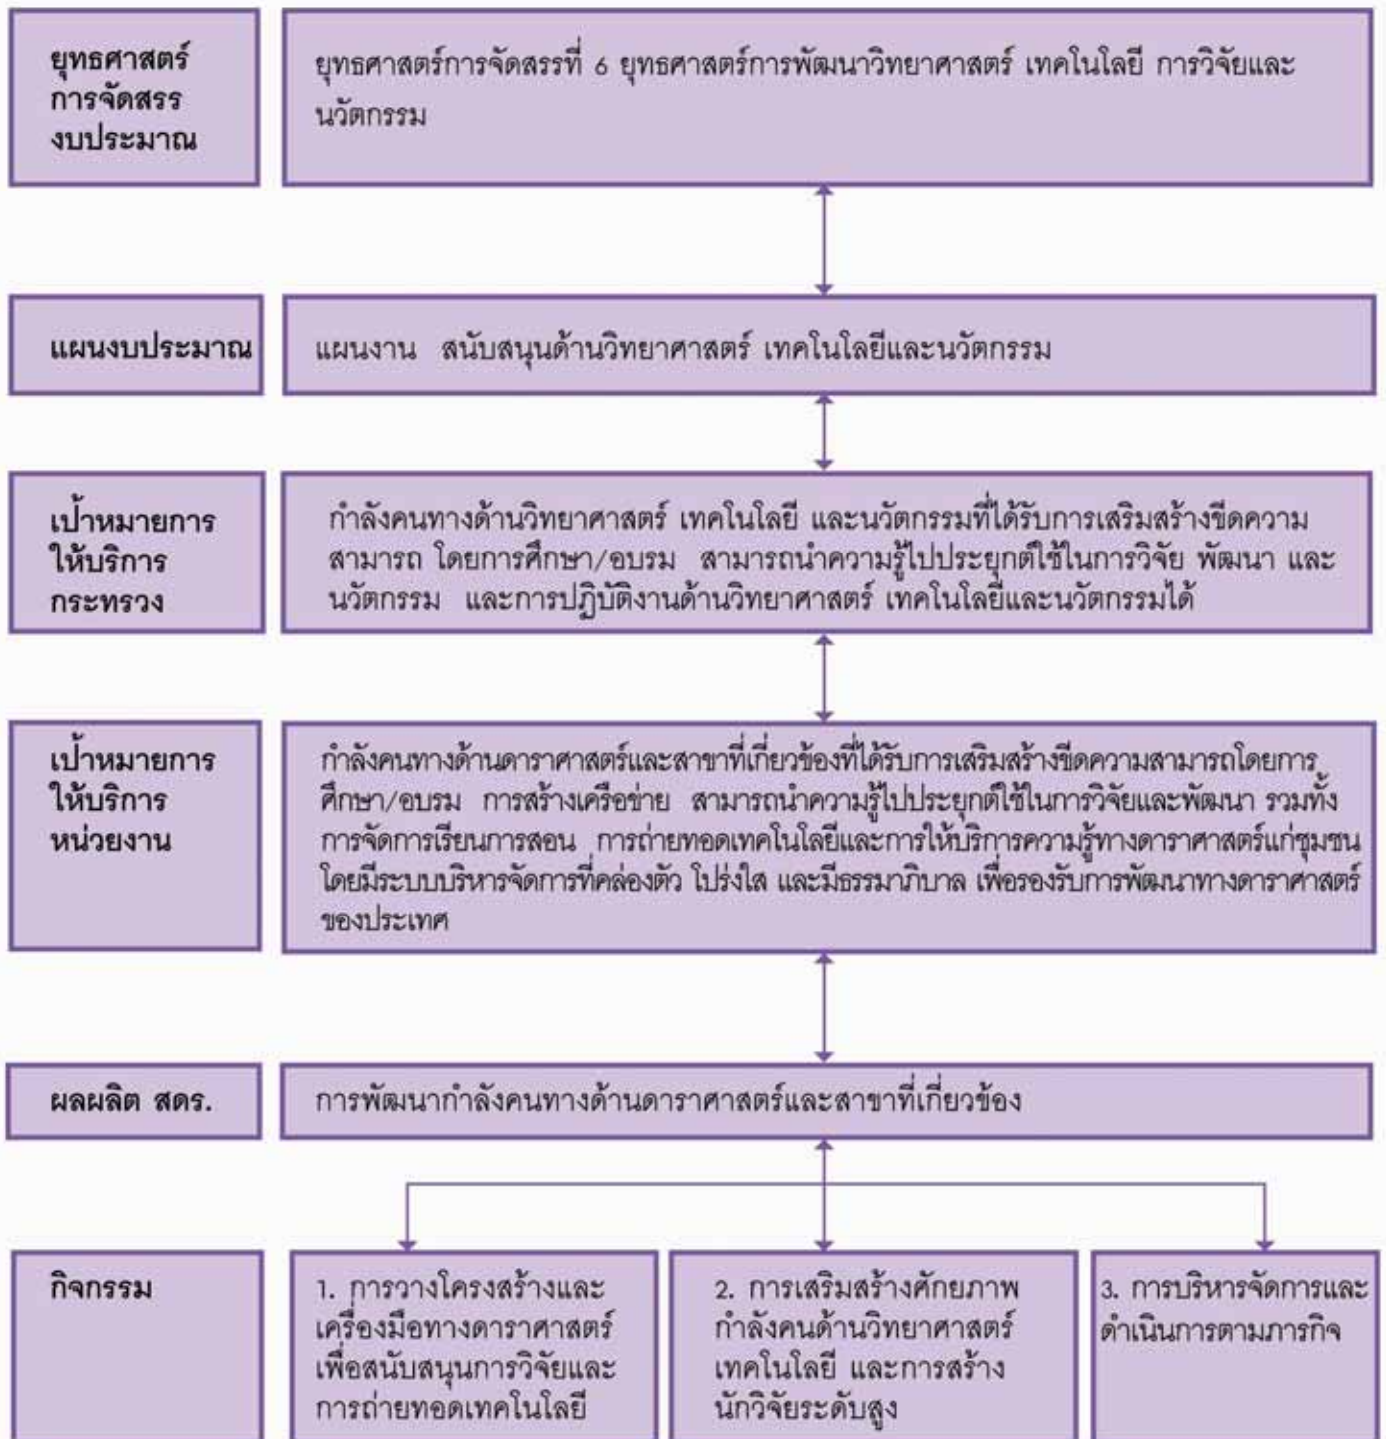 ยุทธศาสตร์
การจัดสรร
งบประมาณ
ยุทธศาสตร์การจัดสรรที่ 6 ยุทธศาสตร์การพัฒนาวิทยาศาสตร์ เทคโนโลยี การวิจัยและ
นวัตกรรม
แผนงบประมาณ
แผนงาน สนับสนุนด้านวิทยาศาสตร์ เทคโนโลยีและนวัตกรรม
เป้าหมายการ
ให้บริการ
กระทรวง
กำลังคนทางด้านวิทยาศาสตร์ เทคโนโลยี และนวัตกรรมที่ได้รับการเสริมสร้างขีดความ
สามารถ โดยการศึกษา/อบรม สามารถนำความรู้ไปประยุกต์ใช้ในการวิจัย พัฒนา และ
นวัตกรรม และการปฏิบัติงานด้านวิทยาศาสตร์ เทคโนโลยีและนวัตกรรมได้
เป้าหมายการ
ให้บริการ
หน่วยงาน
กำลังคนทางด้านดาราศาสตร์และสาขาที่เกี่ยวข้องที่ได้รับการเสริมสร้างขีดความสามารถโดยการ
ศึกษา/อบรม การสร้างเครือข่าย สามารถนำความรู้ไปประยุกต์ใช้ในการวิจัยและพัฒนา รวมทั้ง
การจัดการเรียนการสอน การถ่ายทอดเทคโนโลยีและการให้บริการความรู้ทางดาราศาสตร์แก่ชุมชน
โดยมีระบบบริหารจัดการที่คล่องตัว โปร่งใส และมีธรรมาภิบาล เพื่อรองรับการพัฒนาทางดาราศาสตร์
ของประเทศ
ผลผลิต สดร.
การพัฒนากำลังคนทางด้านดาราศาสตร์และสาขาที่เกี่ยวข้อง
กิจกรรม
1. การวางโครงสร้างและ
เครื่องมือทางดาราศาสตร์
เพื่อสนับสนุนการวิจัยและ
การถ่ายทอดเทคโนโลยี
2. การเสริมสร้างศักยภาพ
กำลังคนด้านวิทยาศาสตร์
เทคโนโลยี และการสร้าง
นักวิจัยระดับสูง
3. การบริหารจัดการและ
ดำเนินการตามภารกิจ